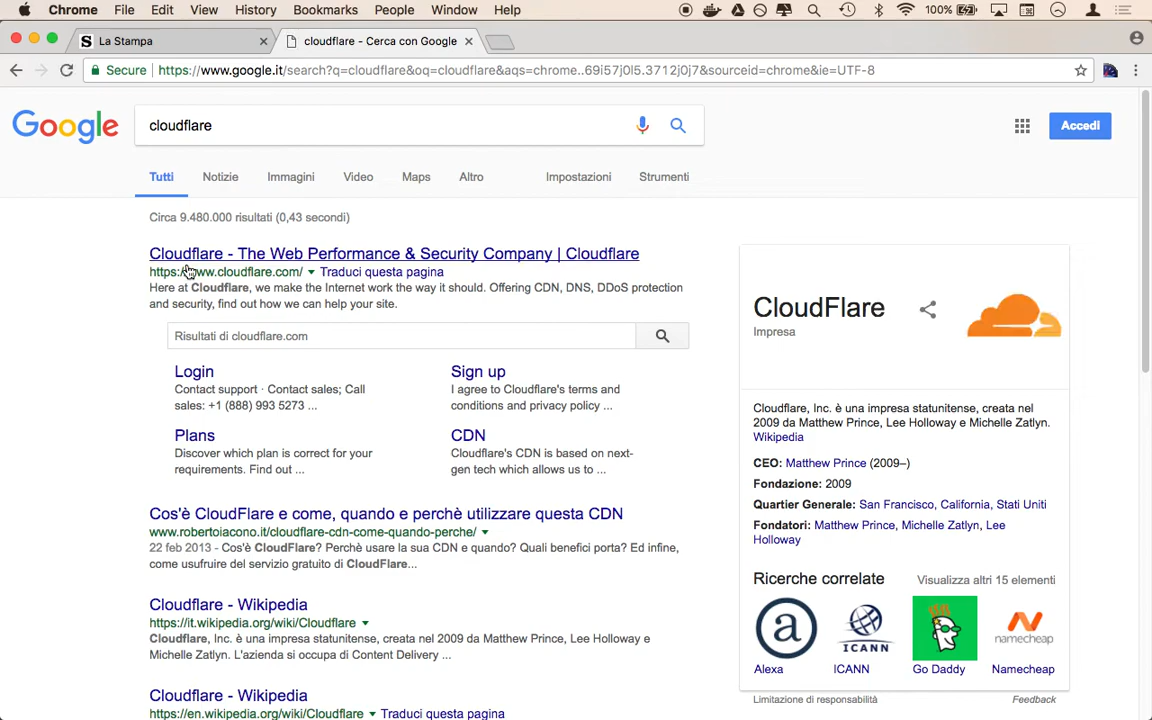 Chrome File Edit View History Bookmarks People Window Help 100%
La Stampa
cloudflare - Cerca con Google
Secure https://www.google.it/search?q=cloudflare&oq=cloudflare&aqs=chrome..69i57j0l5.3712j0j7&sourceid=chrome&ie=UTF-8
Google
cloudflare
Accedi
Tutti Notizie Immagini Video Maps Altro Impostazioni Strumenti
Circa 9.480.000 risultati (0,43 secondi)
Cloudflare - The Web Performance & Security Company | Cloudflare
https://www.cloudflare.com/ Traduci questa pagina
Here at Cloudflare, we make the Internet work the way it should. Offering CDN, DNS, DDoS protection
and security, find out how we can help your site.
Risultati di cloudflare.com
Login
Contact support · Contact sales; Call
sales: +1 (888) 993 5273 ...
Sign up
I agree to Cloudflare's terms and
conditions and privacy policy ...
Plans
Discover which plan is correct for your
requirements. Find out ...
CDN
Cloudflare's CDN is based on next-
gen tech which allows us to ...
Cos'è CloudFlare e come, quando e perchè utilizzare questa CDN
www.robertoiacono.it/cloudflare-cdn-come-quando-perche/
22 feb 2013 - Cos'è CloudFlare? Perchè usare la sua CDN e quando? Quali benefici porta? Ed infine,
come usufruire del servizio gratuito di CloudFlare...
Cloudflare - Wikipedia
https://it.wikipedia.org/wiki/Cloudflare
Cloudflare, Inc. è una impresa statunitense, creata nel 2009 da Matthew Prince, Lee Holloway e
Michelle Zatlyn. L'azienda si occupa di Content Delivery ...
Cloudflare - Wikipedia
https://en.wikipedia.org/wiki/Cloudflare Traduci questa pagina
CloudFlare
Impresa
Cloudflare, Inc. è una impresa statunitense, creata nel
2009 da Matthew Prince, Lee Holloway e Michelle Zatlyn.
Wikipedia
CEO: Matthew Prince (2009–)
Fondazione: 2009
Quartier Generale: San Francisco, California, Stati Uniti
Fondatori: Matthew Prince, Michelle Zatlyn, Lee
Holloway
Ricerche correlate Visualizza altri 15 elementi
a ICANN Go Daddy namecheap
Alexa ICANN Go Daddy Namecheap
Limitazione di responsabilità Feedback